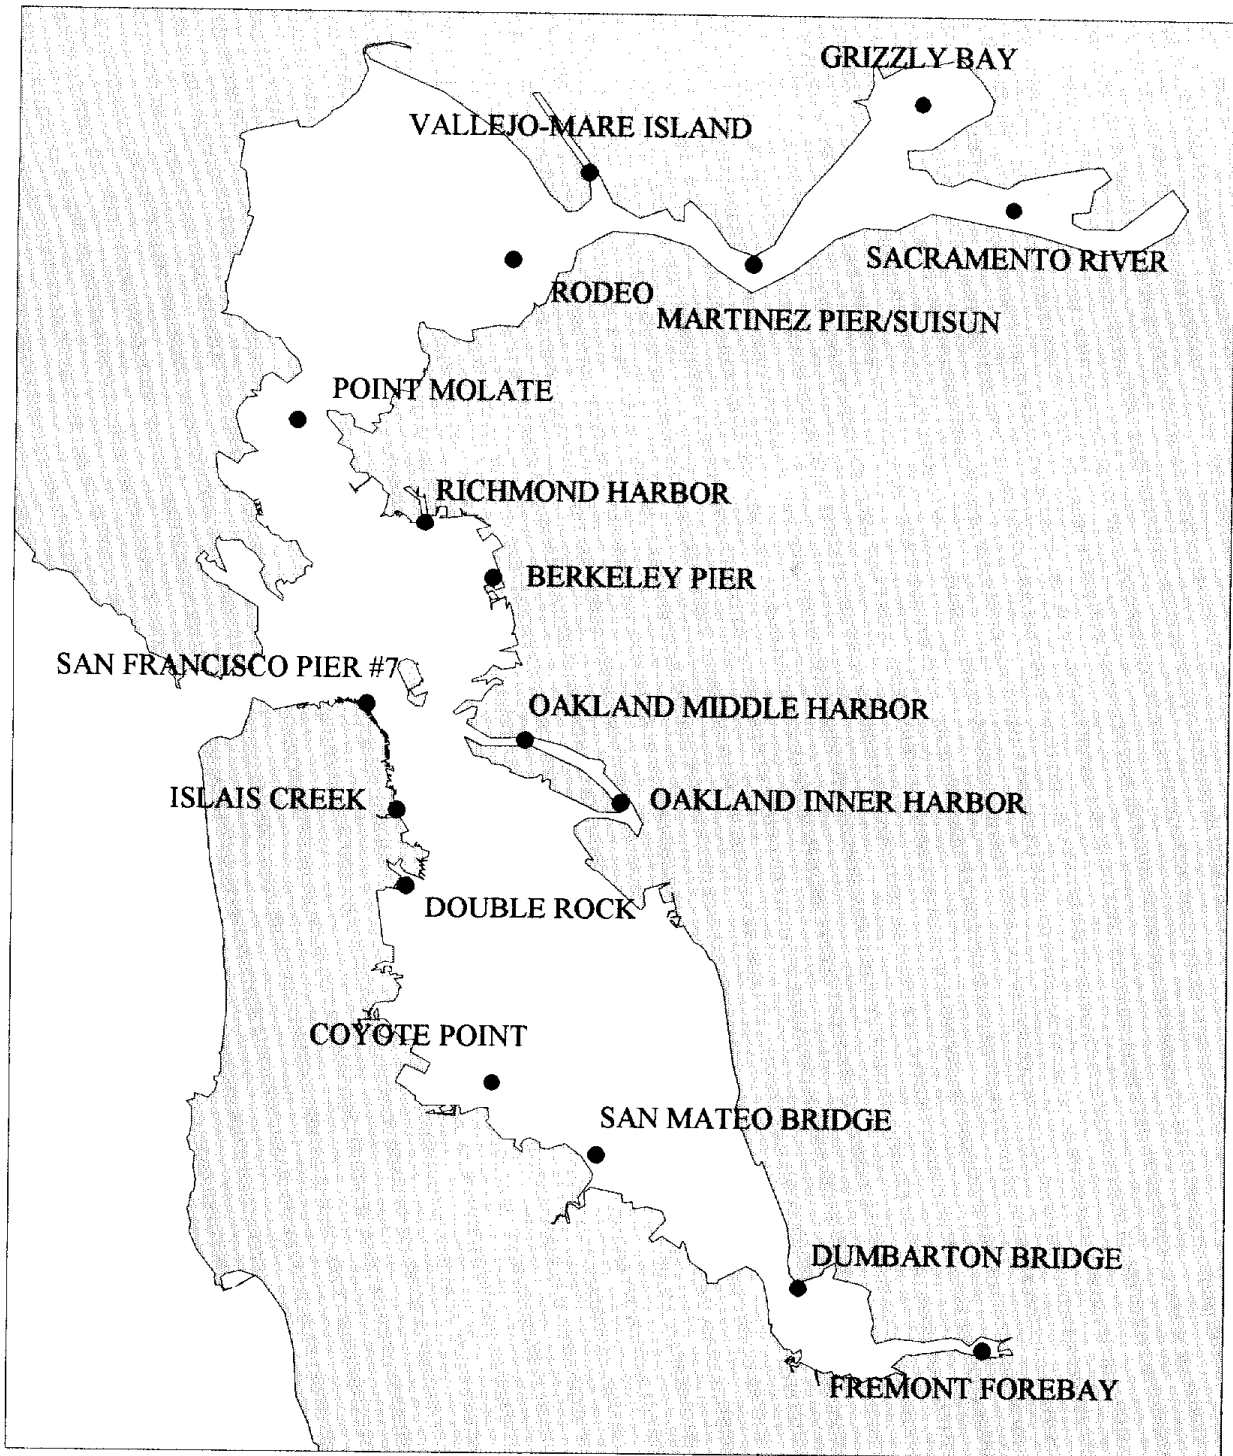 GRIZZLY BAY
VALLEJO-MARE ISLAND
SACRAMENTO RIVER
RODEO
MARTINEZ PIER/SUISUN
POINT MOLATE
RICHMOND HARBOR
BERKELEY PIER
SAN FRANCISCO PIER #7
OAKLAND MIDDLE HARBOR
ISLAIS CREEK
OAKLAND INNER HARBOR
DOUBLE ROCK
COYOTE POINT
SAN MATEO BRIDGE
DUMBARTON BRIDGE
FREMONT FOREBAY